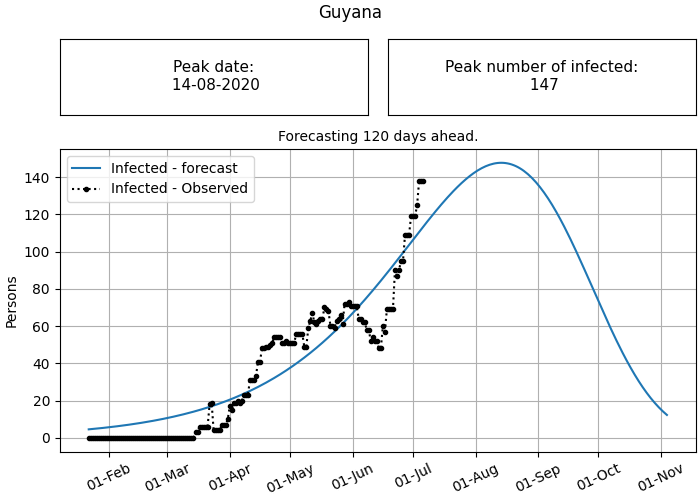 Guyana
Peak date:
14-08-2020
Peak number of infected:
147
Forecasting 120 days ahead.
Infected - forecast
Infected - Observed
Persons
140
120
100
80
60
40
20
0
01-Feb
01-Mar
01-Apr
01-May
01-Jun
01-Jul
01-Aug
01-Sep
01-Oct
01-Nov